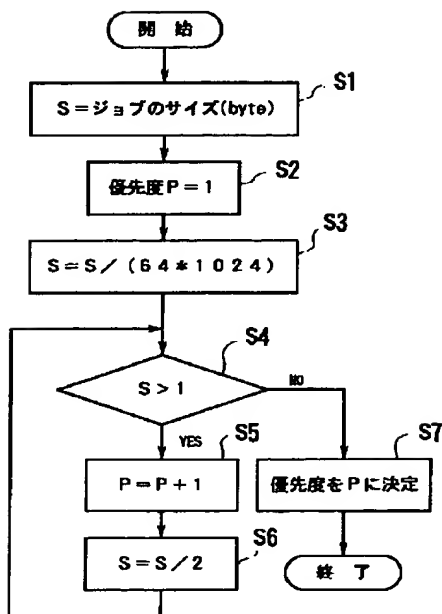 開 始
S1
S=ジョブのサイズ(byte)
S2
優先度P=1
S3
S=S/(64*1024)
S4
S>1
NO
YES
S5
P=P+1
S7
優先度をPに決定
S6
S=S/2
終 了